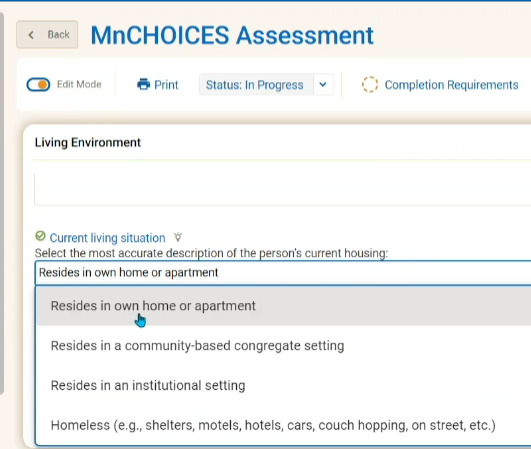 Back
MnCHOICES Assessment
Edit Mode
Print
Status: In Progress
Completion Requirements
Living Environment
Current living situation
Select the most accurate description of the person's current housing:
Resides in own home or apartment
Resides in own home or apartment
Resides in a community-based congregate setting
Resides in an institutional setting
Homeless (e.g., shelters, motels, hotels, cars, couch hopping, on street, etc.)